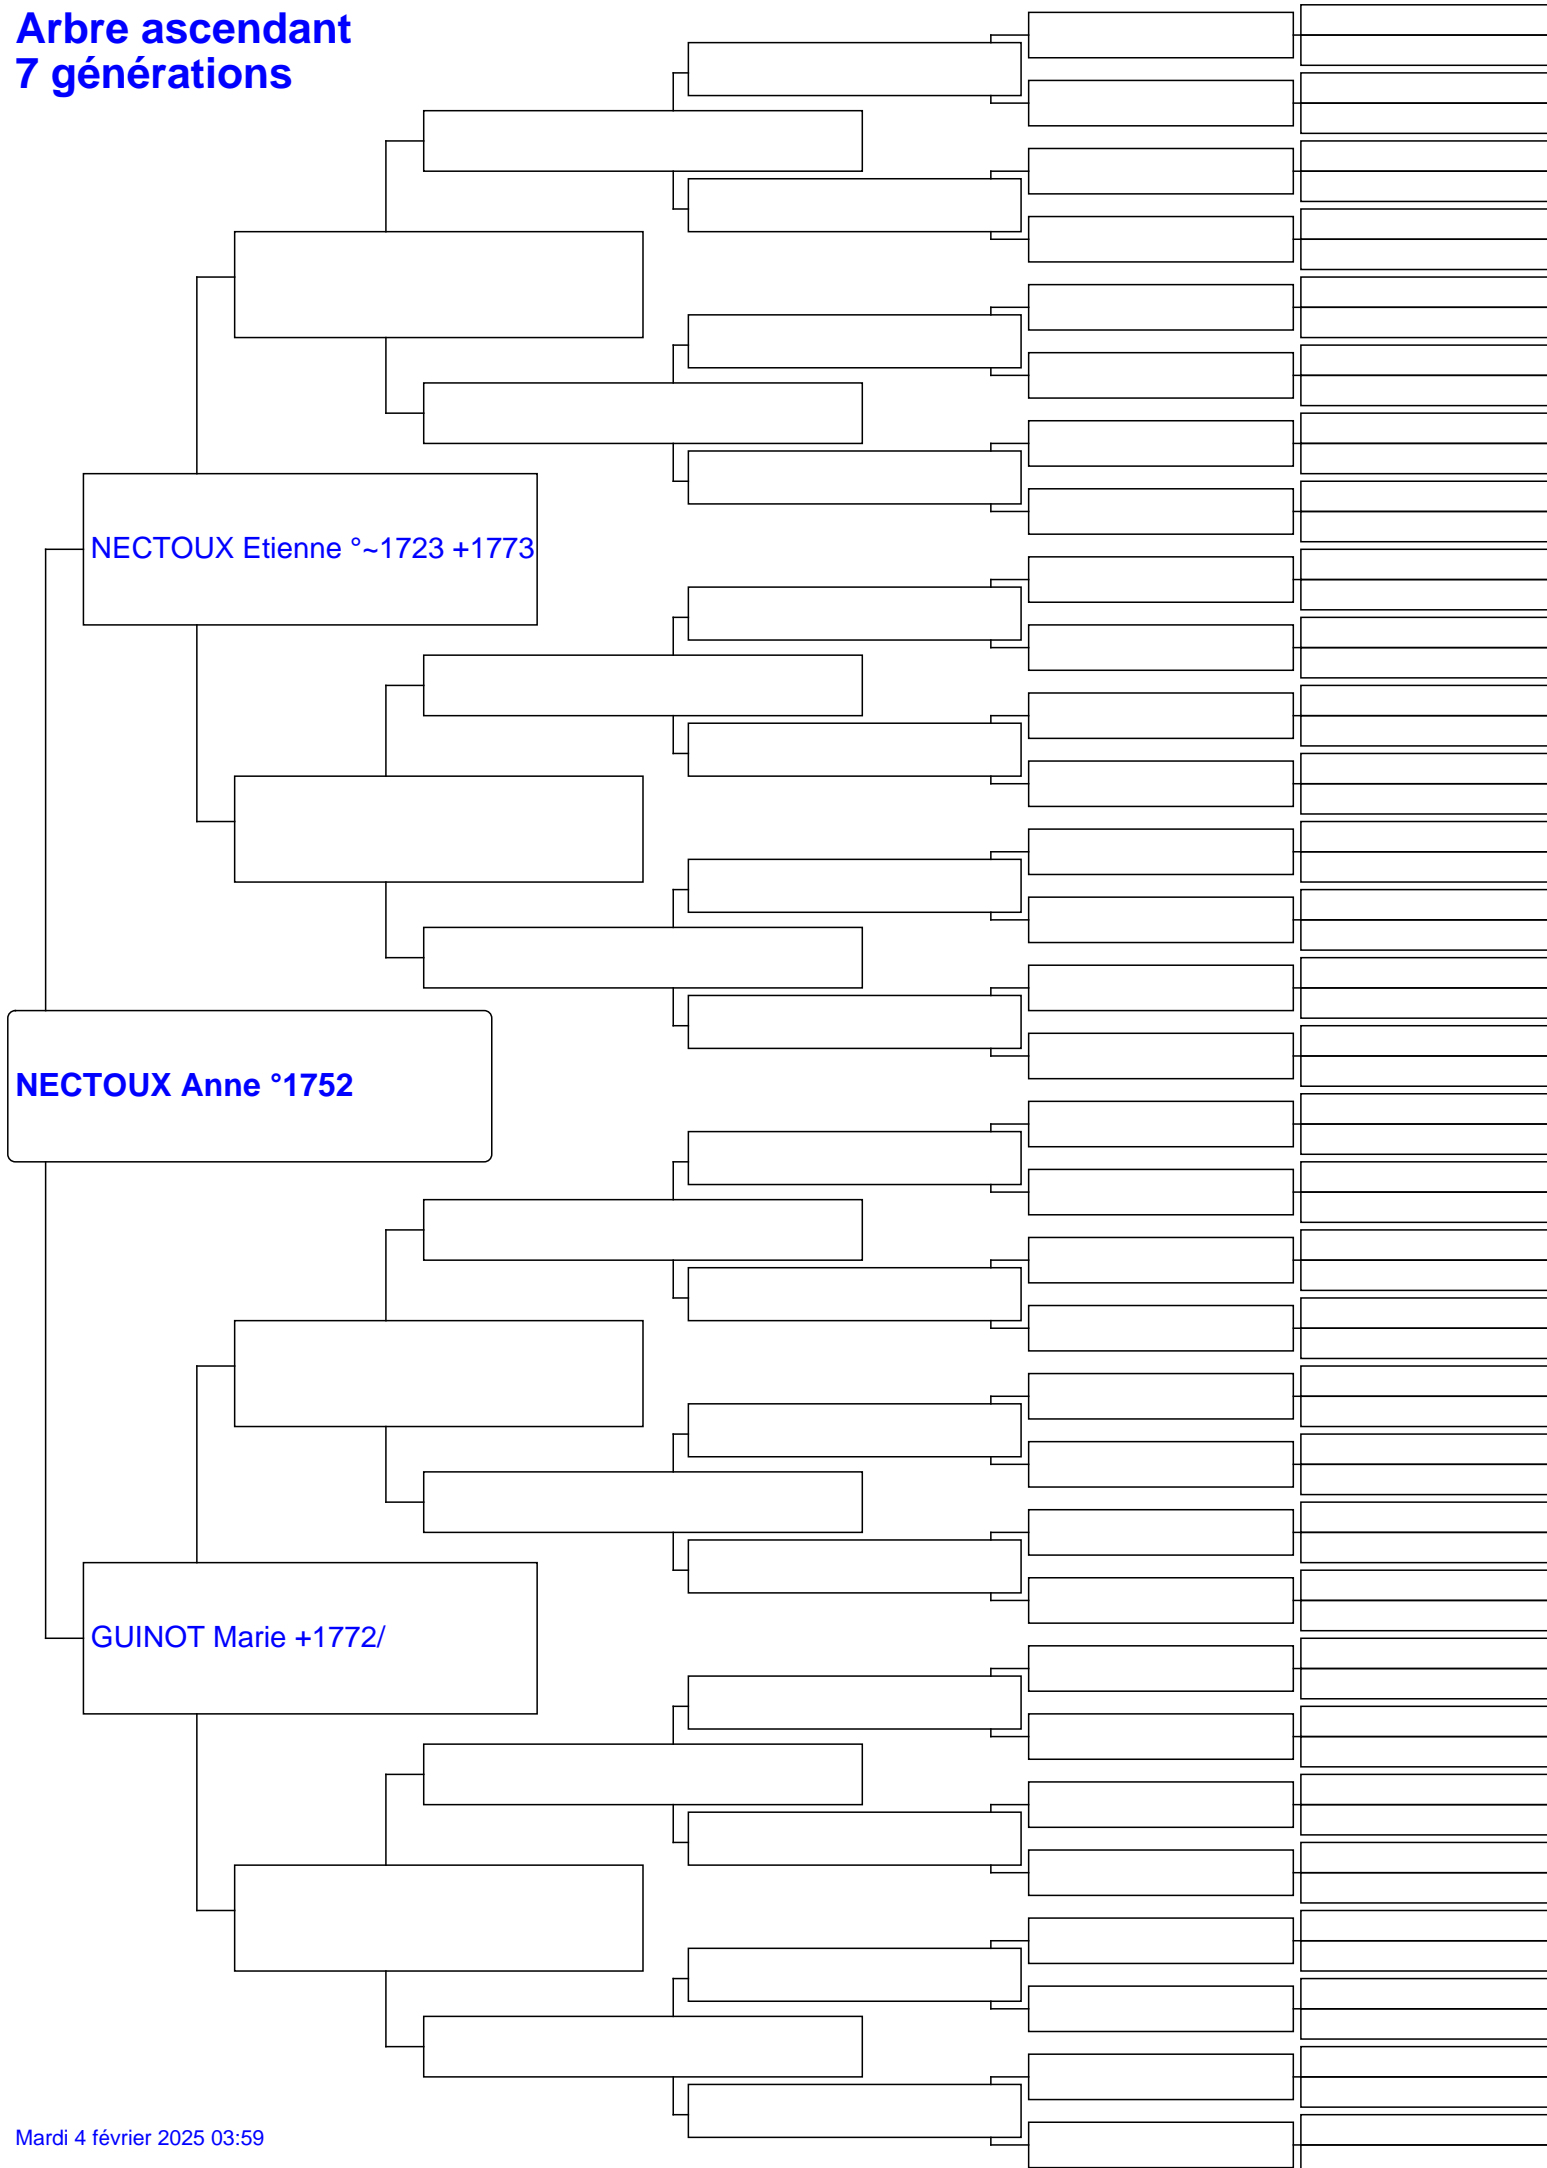 Arbre ascendant
7 générations
NECTOUX Etienne °~1723 +1773
NECTOUX Anne °1752
GUINOT Marie +1772/
Mardi 4 février 2025 03:59